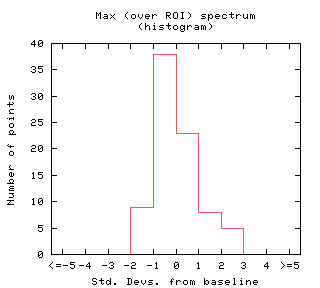 Max (over ROI) spectrum
(histogram)
40
35
30
25
20
15
10
5
0
Number of points
<=-5 -4 -3 -2 -1 0 1 2 3 4 >=5
Std. Devs. from baseline